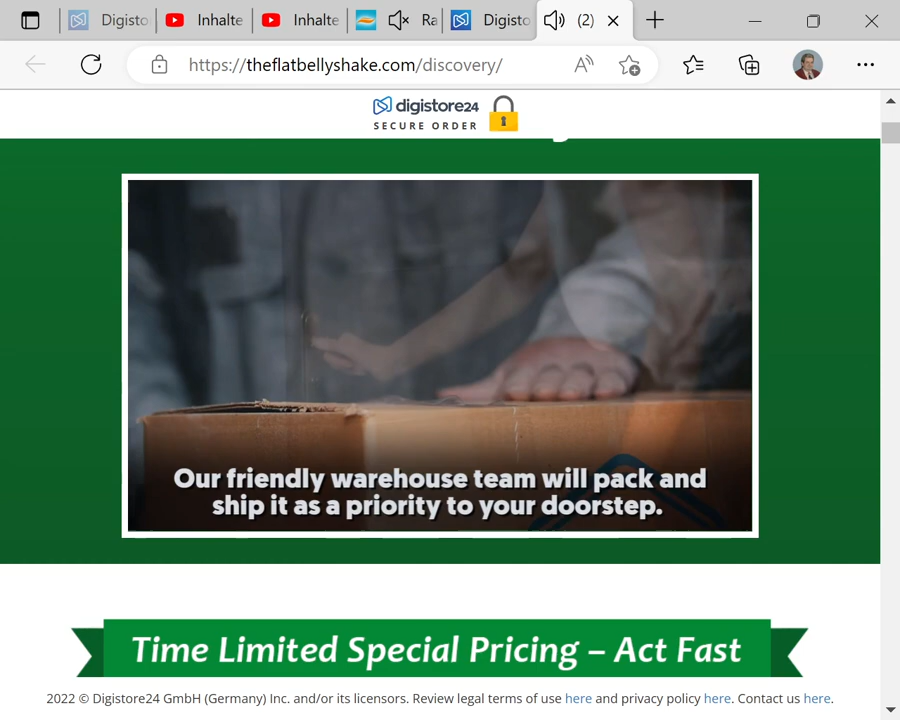 Digisto
Inhalte
Inhalte
Ra
Digisto
(2)
https://theflatbellyshake.com/discovery/
digistore24
SECURE ORDER
Our friendly warehouse team will pack and
ship it as a priority to your doorstep.
Time Limited Special Pricing – Act Fast
2022 © Digistore24 GmbH (Germany) Inc. and/or its licensors. Review legal terms of use here and privacy policy here. Contact us here.